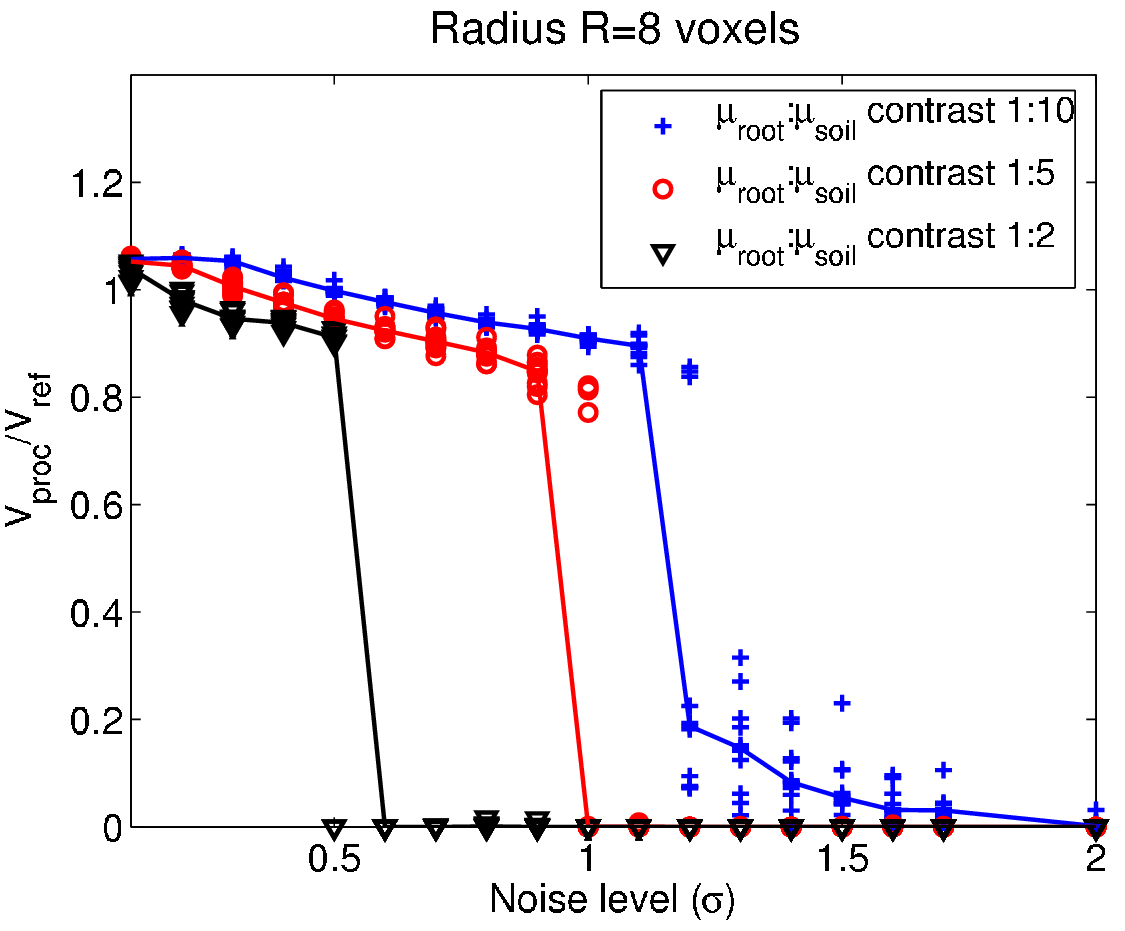 Radius R=8 voxels
μroot:μsoil contrast 1:10
μroot:μsoil contrast 1:5
μroot:μsoil contrast 1:2
1.2
1
0.8
0.6
0.4
0.2
0
Vproc/Vref
0.5
1
1.5
2
Noise level (σ)